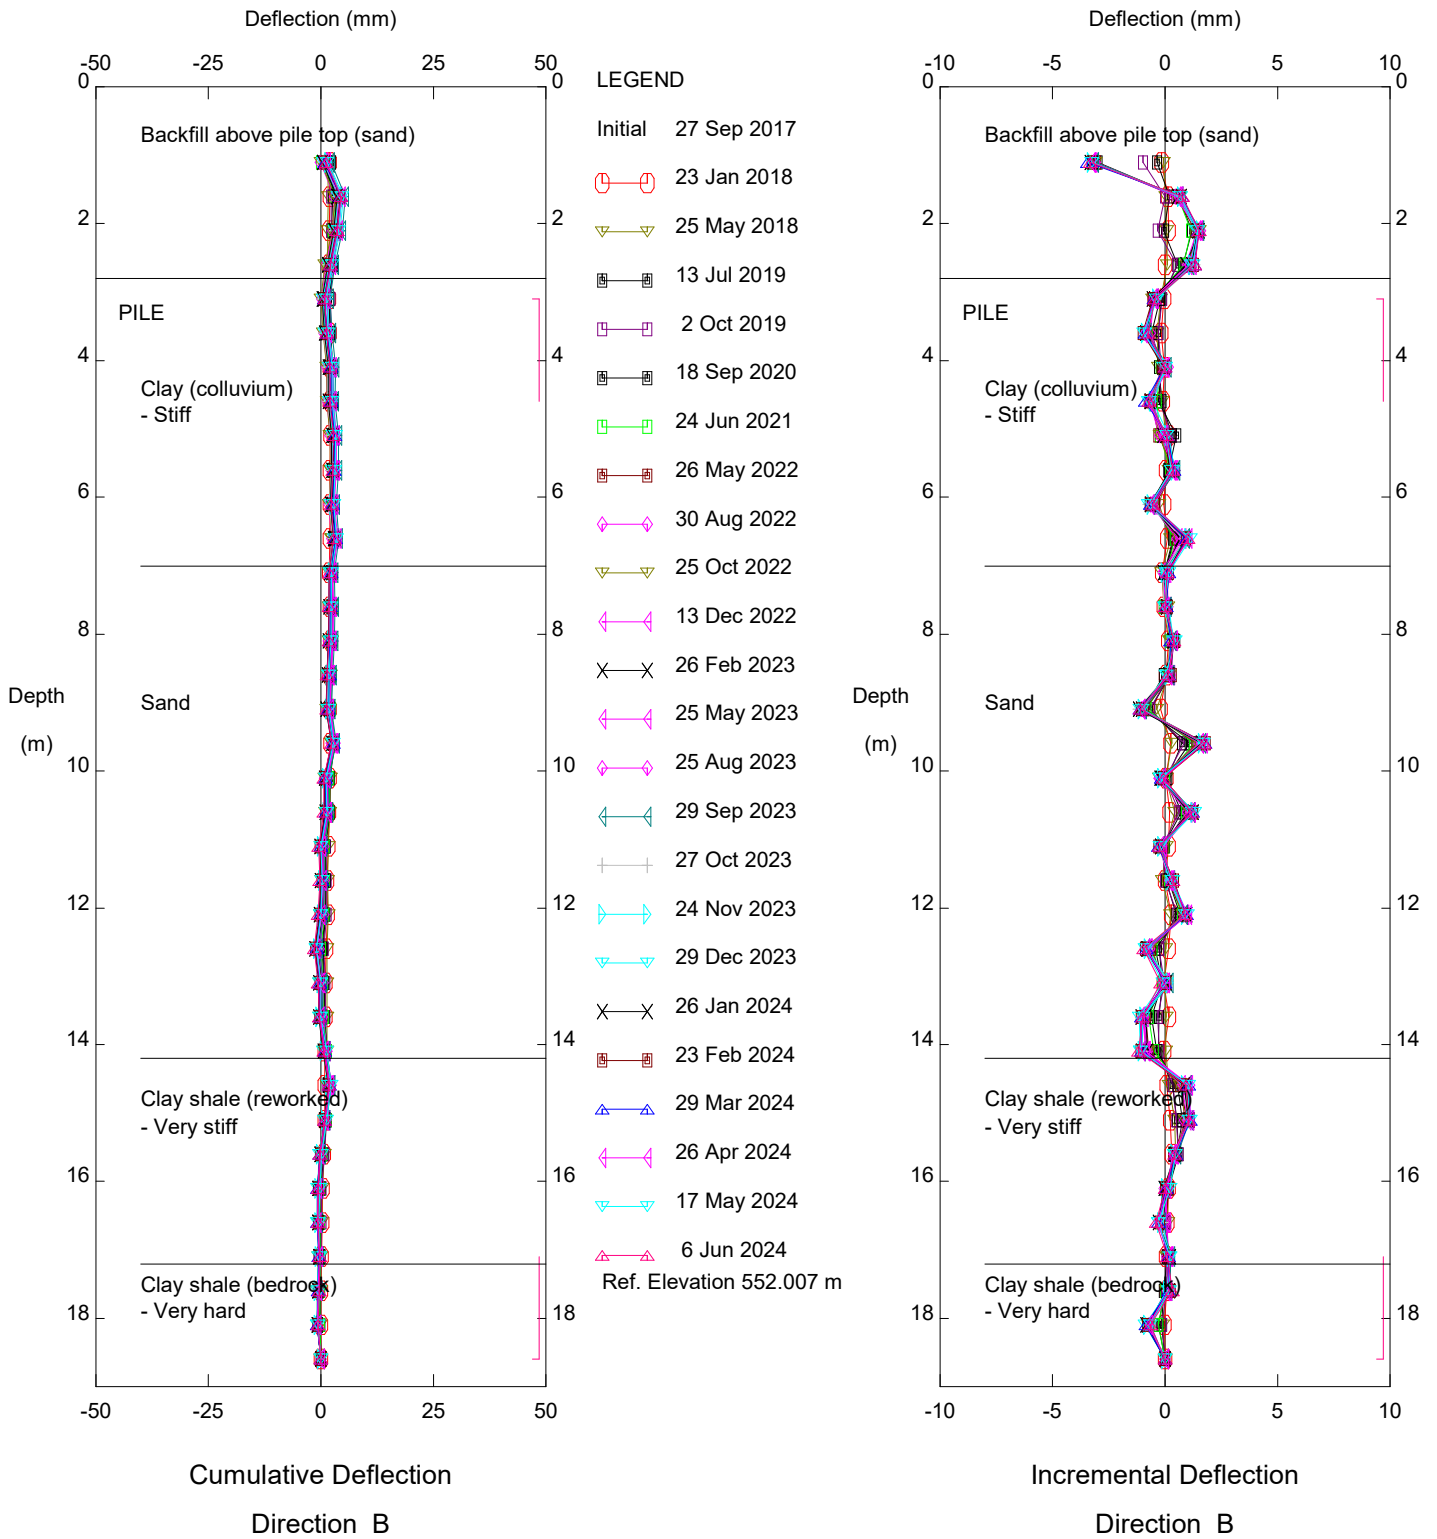 Deflection (mm)
-50 -25 0 25 50
0 0
Backfill above pile top (sand)
2 2
PILE
4 4
Clay (colluvium)
- Stiff
6 6
8 8
Depth
(m)
Sand
10 10
12 12
14 14
Clay shale (reworked)
- Very stiff
16 16
Clay shale (bedrock)
- Very hard
18 18
-50 -25 0 25 50
Cumulative Deflection
Direction B
LEGEND
Initial 27 Sep 2017
23 Jan 2018
25 May 2018
13 Jul 2019
2 Oct 2019
18 Sep 2020
24 Jun 2021
26 May 2022
30 Aug 2022
25 Oct 2022
13 Dec 2022
26 Feb 2023
25 May 2023
25 Aug 2023
29 Sep 2023
27 Oct 2023
24 Nov 2023
29 Dec 2023
26 Jan 2024
23 Feb 2024
29 Mar 2024
26 Apr 2024
17 May 2024
6 Jun 2024
Ref. Elevation 552.007 m
Deflection (mm)
-10 -5 0 5 10
0 0
Backfill above pile top (sand)
2 2
PILE
4 4
Clay (colluvium)
- Stiff
6 6
8 8
Depth
(m)
Sand
10 10
12 12
14 14
Clay shale (reworked)
- Very stiff
16 16
Clay shale (bedrock)
- Very hard
18 18
-10 -5 0 5 10
Incremental Deflection
Direction B